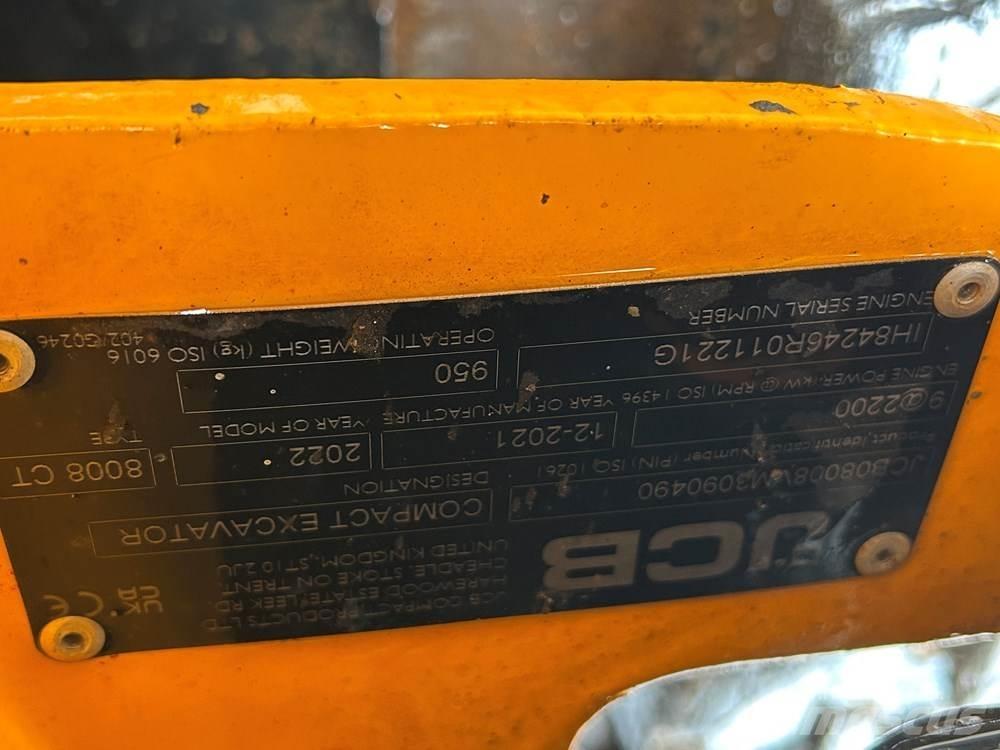 JCB
JCB COMPACT PRODUCTS LTD
HAREWOOD ESTATE, LEEK RD.
CHEADLE, STOKE ON TRENT
UNITED KINGDOM., ST10 2JU
UK CA CE
JCB08008VM3090490
Product, Identification Number (PIN) ISO 10261
COMPACT EXCAVATOR
DESIGNATION
9@2200
ENGINE POWER:(KW @ RPM) ISO 14396
12-2021
YEAR OF MANUFACTURE
2022
YEAR OF MODEL
8008 CT
TYPE
IH84246R011221G
ENGINE SERIAL NUMBER
950
OPERATING WEIGHT (kg) ISO 6016
402/G0246
mascus